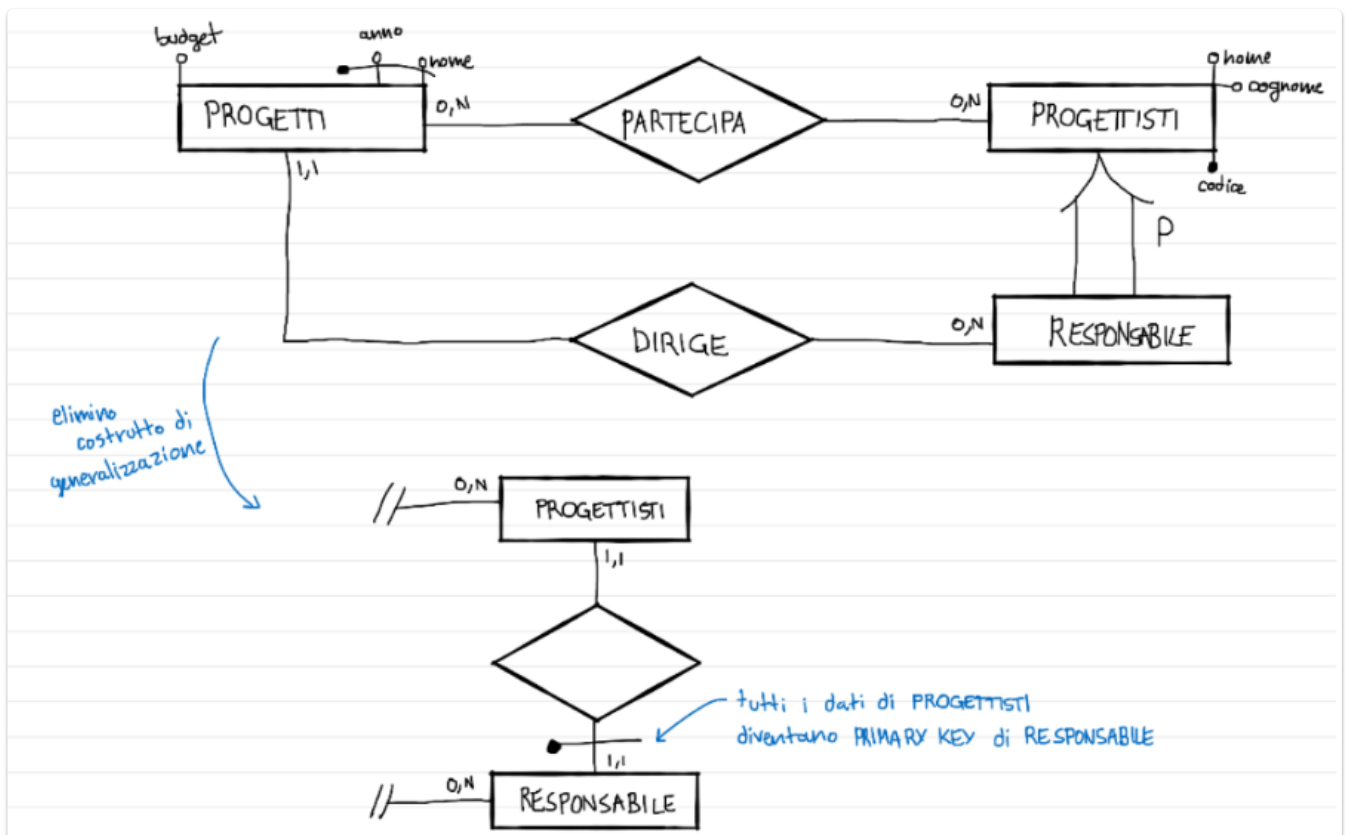 budget
anno
nome
PROGETTI
0,N
PARTECIPA
0,N
PROGETTISTI
nome
cognome
codice
1,1
P
DIRIGE
0,N
RESPONSABILE
elimino
costrutto di
generalizzazione
0,N
PROGETTISTI
1,1
tutti i dati di PROGETTISTI
diventano PRIMARY KEY di RESPONSABILE
1,1
0,N
RESPONSABILE